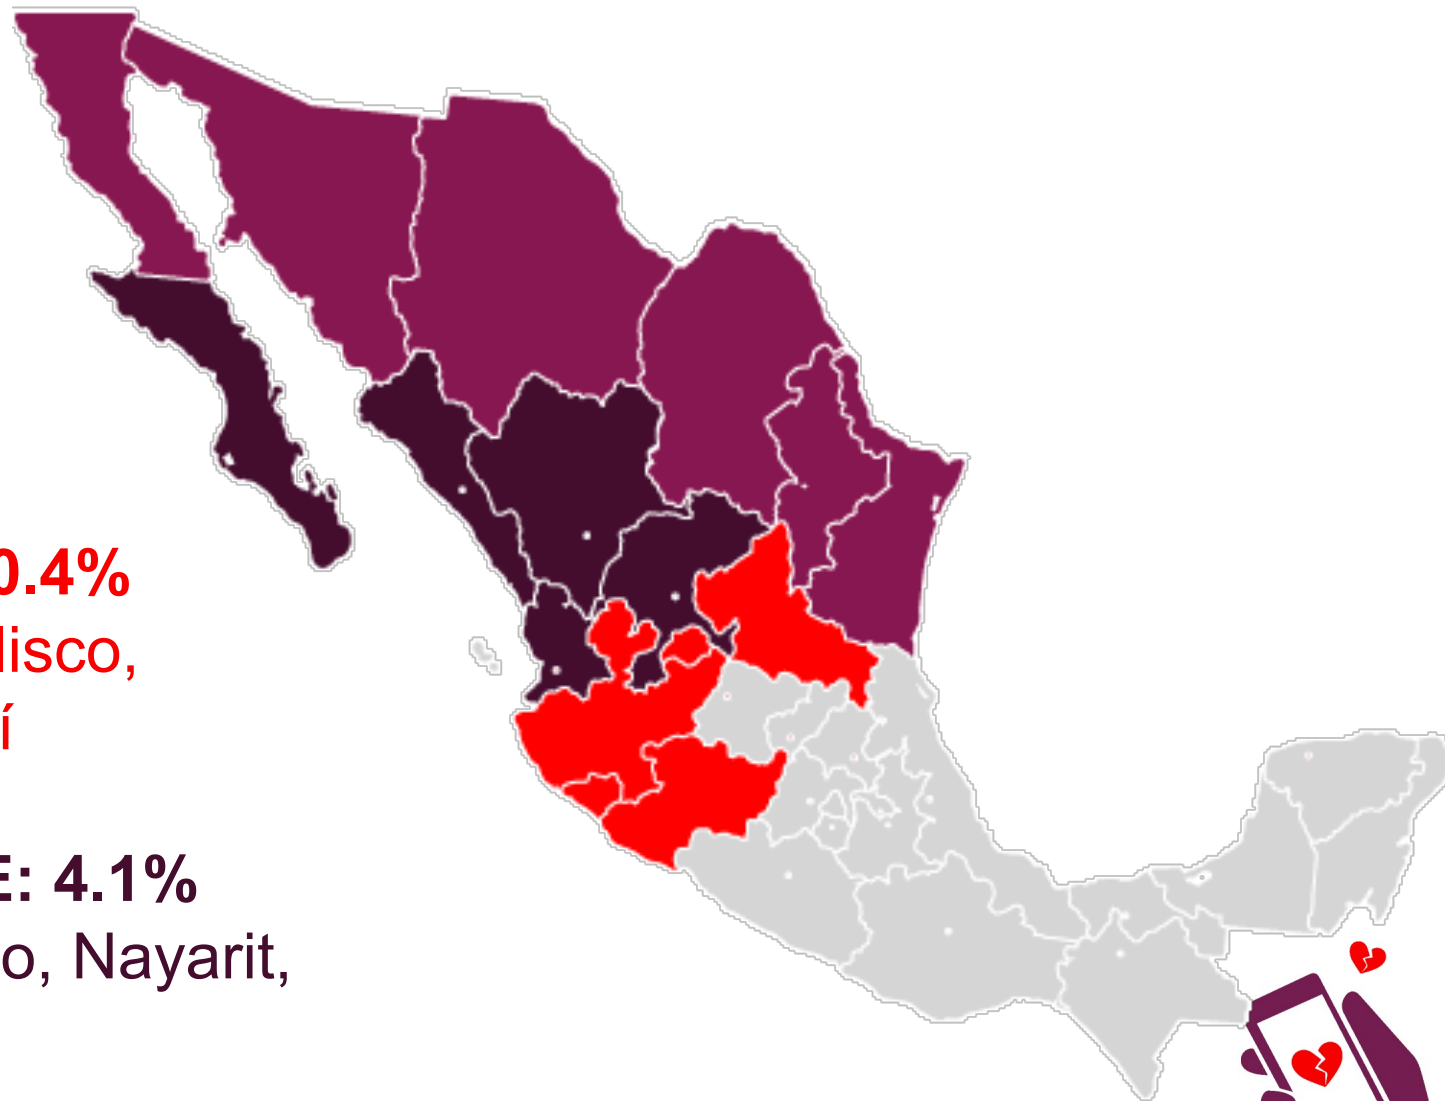 0.4%
lisco,
í
E: 4.1%
o, Nayarit,